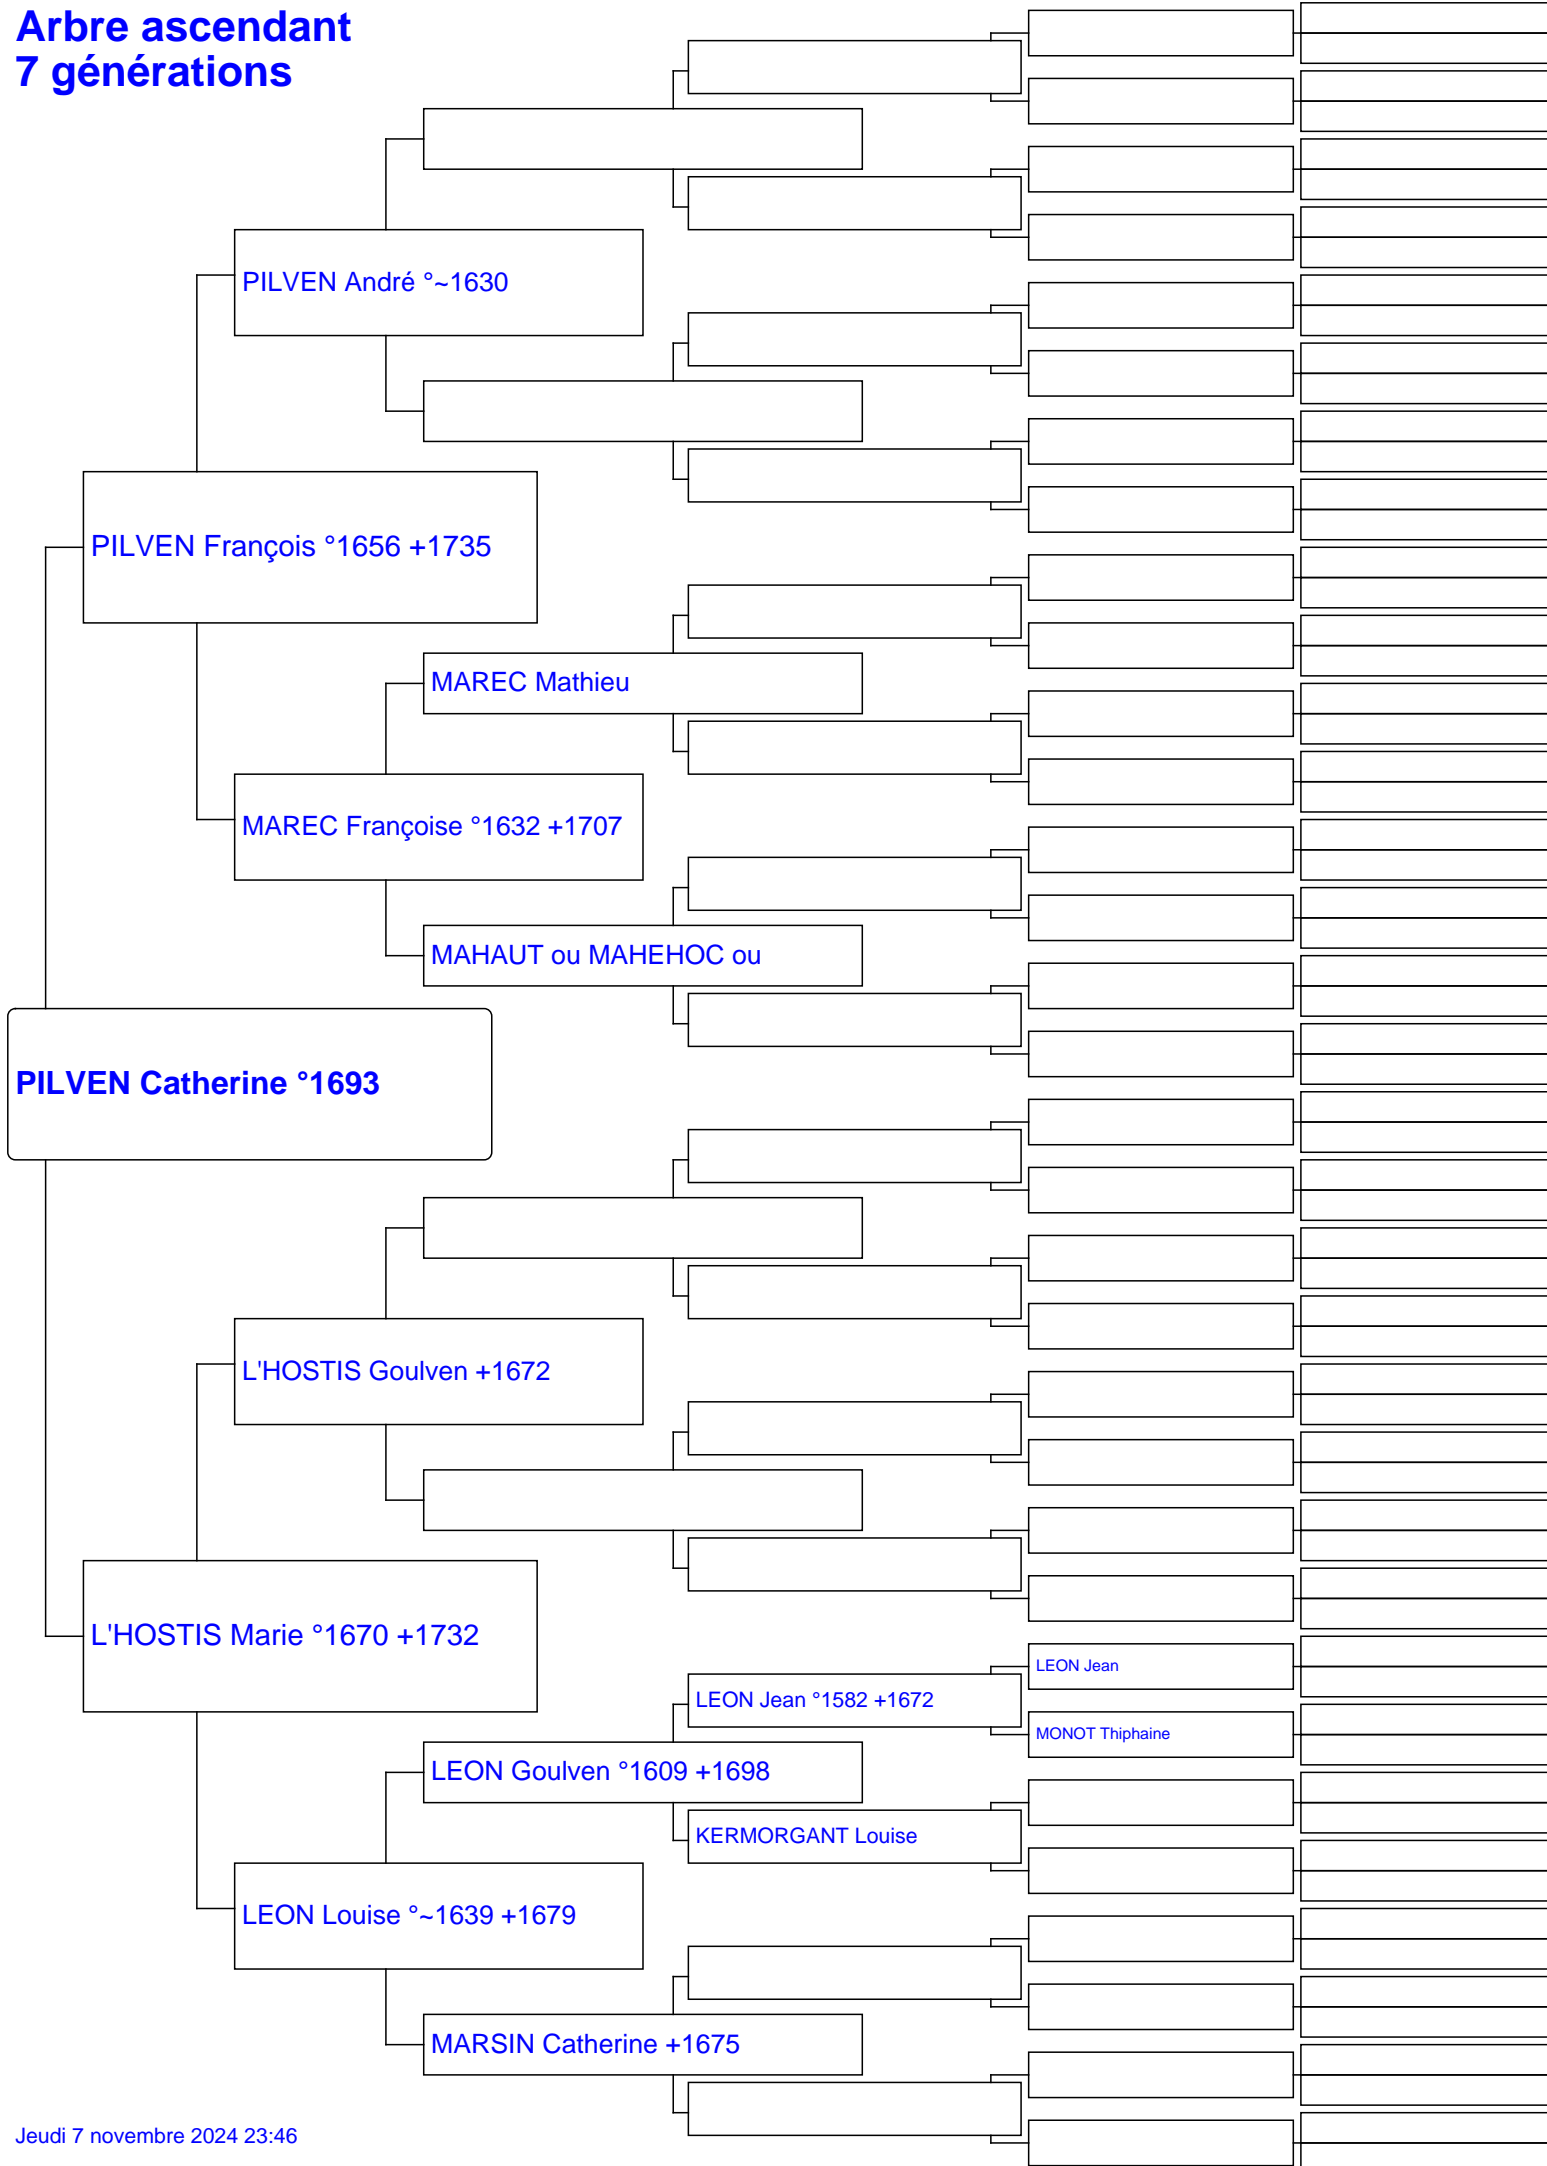 Arbre ascendant
7 générations
PILVEN André °~1630
PILVEN François °1656 +1735
MAREC Mathieu
MAREC Françoise °1632 +1707
MAHAUT ou MAHEHOC ou
PILVEN Catherine °1693
L'HOSTIS Goulven +1672
L'HOSTIS Marie °1670 +1732
LEON Jean
LEON Jean °1582 +1672
MONOT Thiphaine
LEON Goulven °1609 +1698
KERMORGANT Louise
LEON Louise °~1639 +1679
MARSIN Catherine +1675
Jeudi 7 novembre 2024 23:46